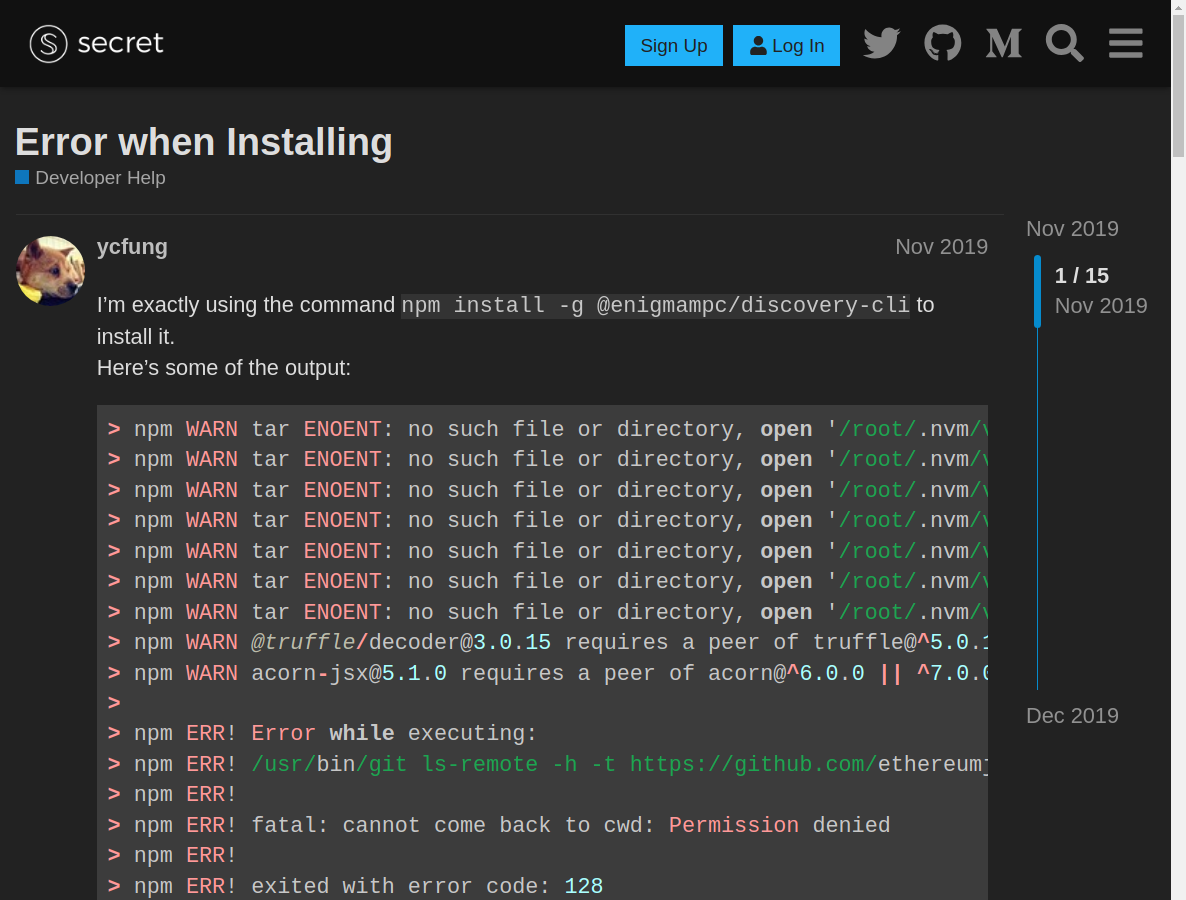 secret
Sign Up
Log In
Error when Installing
Developer Help
ycfung
Nov 2019
I’m exactly using the command npm install -g @enigmampc/discovery-cli to
install it.
Here’s some of the output:
> npm WARN tar ENOENT: no such file or directory, open '/root/.nvm/v
> npm WARN tar ENOENT: no such file or directory, open '/root/.nvm/v
> npm WARN tar ENOENT: no such file or directory, open '/root/.nvm/v
> npm WARN tar ENOENT: no such file or directory, open '/root/.nvm/v
> npm WARN tar ENOENT: no such file or directory, open '/root/.nvm/v
> npm WARN tar ENOENT: no such file or directory, open '/root/.nvm/v
> npm WARN tar ENOENT: no such file or directory, open '/root/.nvm/v
> npm WARN @truffle/decoder@3.0.15 requires a peer of truffle@^5.0.1
> npm WARN acorn-jsx@5.1.0 requires a peer of acorn@^6.0.0 || ^7.0.0
>
> npm ERR! Error while executing:
> npm ERR! /usr/bin/git ls-remote -h -t https://github.com/ethereumj
> npm ERR!
> npm ERR! fatal: cannot come back to cwd: Permission denied
> npm ERR!
> npm ERR! exited with error code: 128
Nov 2019
1 / 15
Nov 2019
Dec 2019